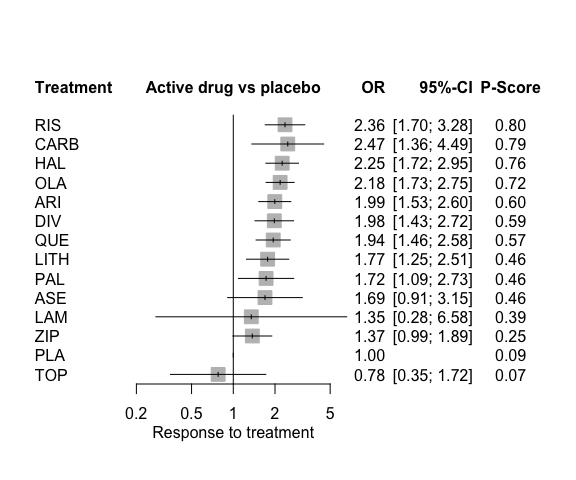 Treatment Active drug vs placebo OR 95%-CI P-Score
RIS 2.36 [1.70; 3.28] 0.80
CARB 2.47 [1.36; 4.49] 0.79
HAL 2.25 [1.72; 2.95] 0.76
OLA 2.18 [1.73; 2.75] 0.72
ARI 1.99 [1.53; 2.60] 0.60
DIV 1.98 [1.43; 2.72] 0.59
QUE 1.94 [1.46; 2.58] 0.57
LITH 1.77 [1.25; 2.51] 0.46
PAL 1.72 [1.09; 2.73] 0.46
ASE 1.69 [0.91; 3.15] 0.46
LAM 1.35 [0.28; 6.58] 0.39
ZIP 1.37 [0.99; 1.89] 0.25
PLA 1.00 0.09
TOP 0.78 [0.35; 1.72] 0.07
0.2 0.5 1 2 5
Response to treatment